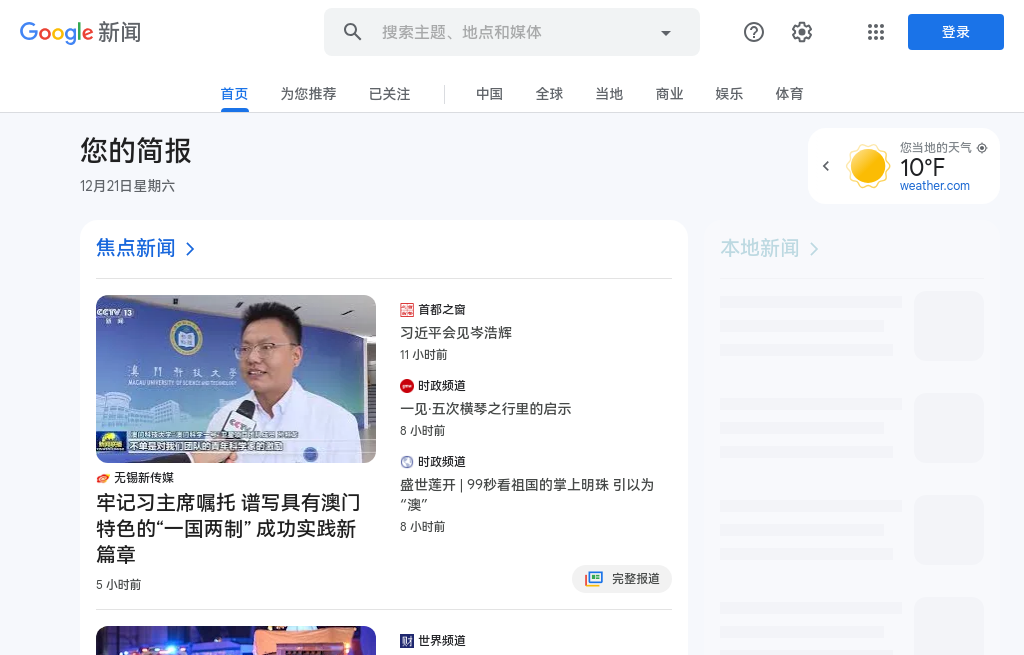 Google 新闻
搜索主题、地点和媒体
登录
首页
为您推荐
已关注
中国
全球
当地
商业
娱乐
体育
您的简报
12月21日星期六
您当地的天气
10°F
weather.com
焦点新闻
本地新闻
CCTV 13
新闻
澳門科技大學
MACAU UNIVERSITY OF SCIENCE AND TECHNOLOGY
CCTV
不单是对我们团队的青年科学家的激励
无锡新传媒
牢记习主席嘱托 谱写具有澳门
特色的“一国两制” 成功实践新
篇章
5 小时前
首都之窗
习近平会见岑浩辉
11 小时前
时政频道
一见·五次横琴之行里的启示
8 小时前
时政频道
盛世莲开 | 99秒看祖国的掌上明珠 引以为
“澳”
8 小时前
完整报道
财
世界频道